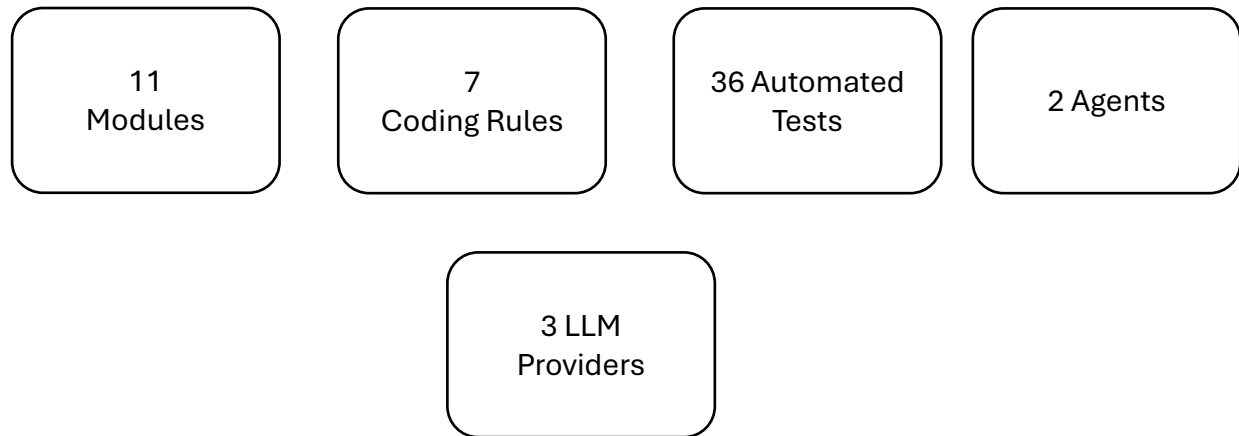 11
Modules
7
Coding Rules
36 Automated
Tests
2 Agents
3 LLM
Providers